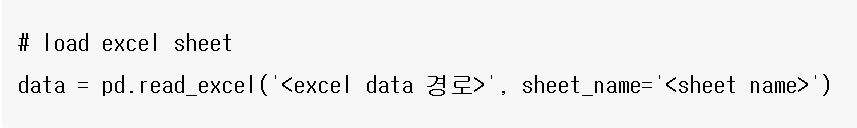 # load excel sheet
data = pd.read_excel('<excel data 경로>', sheet_name='<sheet name>')